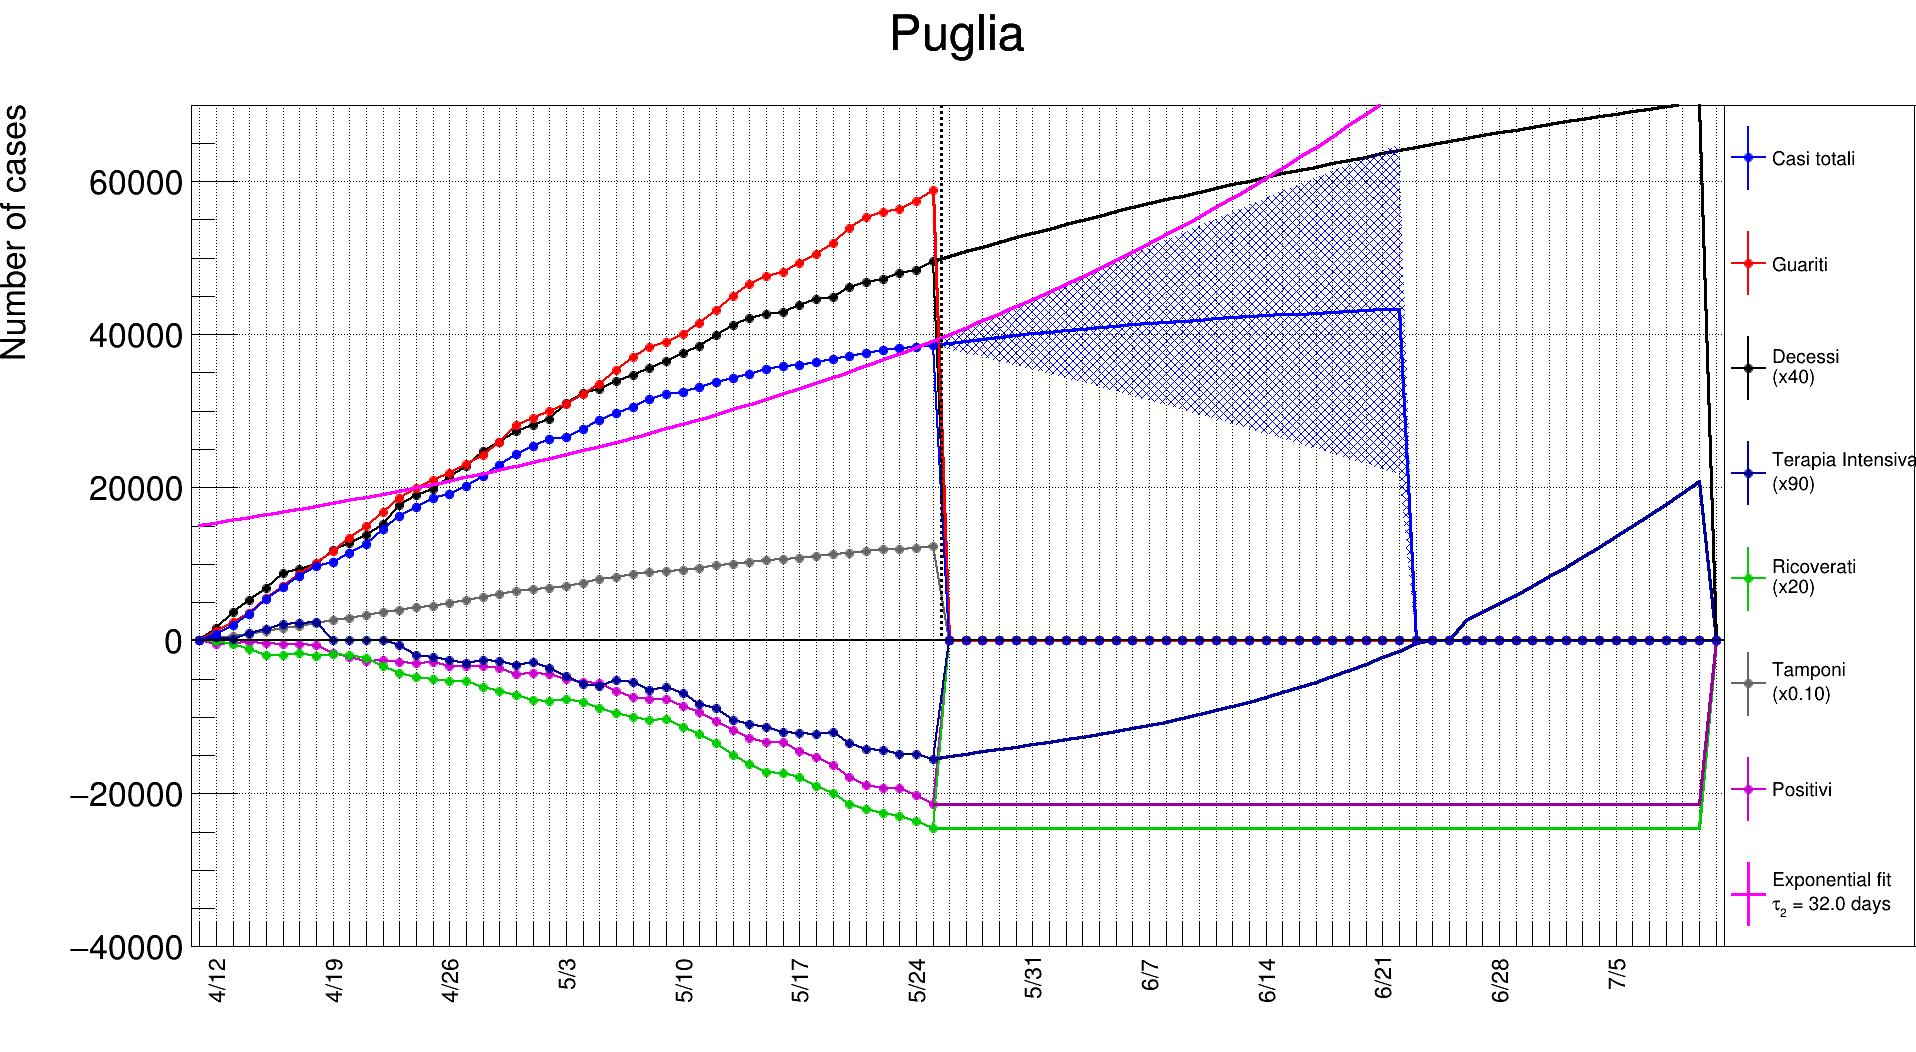 Puglia
Number of cases
60000
40000
20000
0
−20000
−40000
4/12
4/19
4/26
5/3
5/10
5/17
5/24
5/31
6/7
6/14
6/21
6/28
7/5
Casi totali
Guariti
Decessi
(x40)
Terapia Intensiva
(x90)
Ricoverati
(x20)
Tamponi
(x0.10)
Positivi
Exponential fit
τ₂ = 32.0 days